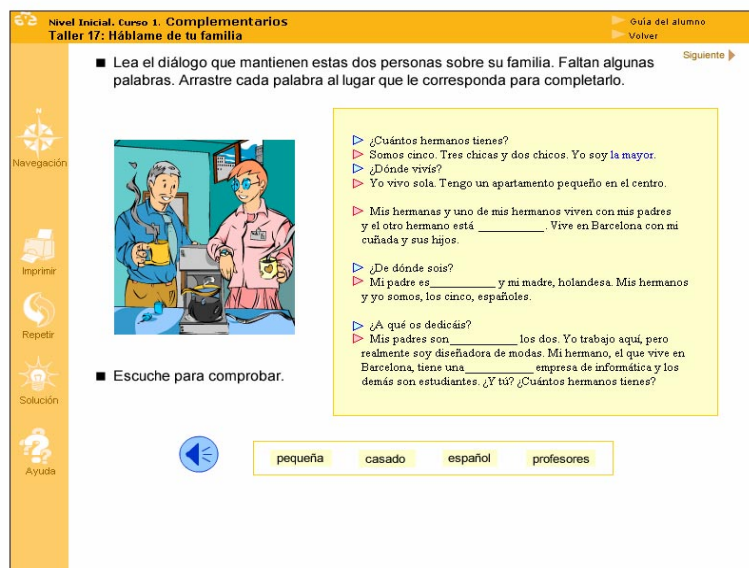 Nivel Inicial. Curso 1. Complementarios
Taller 17: Háblame de tu familia
Guía del alumno
Volver
Siguiente
■ Lea el diálogo que mantienen estas dos personas sobre su familia. Faltan algunas
palabras. Arrastre cada palabra al lugar que le corresponda para completarlo.
N
Navegación
Imprimir
Repetir
Solución
Ayuda
¿Cuántos hermanos tienes?
Somos cinco. Tres chicas y dos chicos. Yo soy la mayor.
¿Dónde vivís?
Yo vivo sola. Tengo un apartamento pequeño en el centro.
Mis hermanas y uno de mis hermanos viven con mis padres
y el otro hermano está __________. Vive en Barcelona con mi
cuñada y sus hijos.
¿De dónde sois?
Mi padre es__________ y mi madre, holandesa. Mis hermanos
y yo somos, los cinco, españoles.
¿A qué os dedicáis?
Mis padres son__________ los dos. Yo trabajo aquí, pero
realmente soy diseñadora de modas. Mi hermano, el que vive en
Barcelona, tiene una__________ empresa de informática y los
demás son estudiantes. ¿Y tú? ¿Cuántos hermanos tienes?
■ Escuche para comprobar.
pequeña casado español profesores